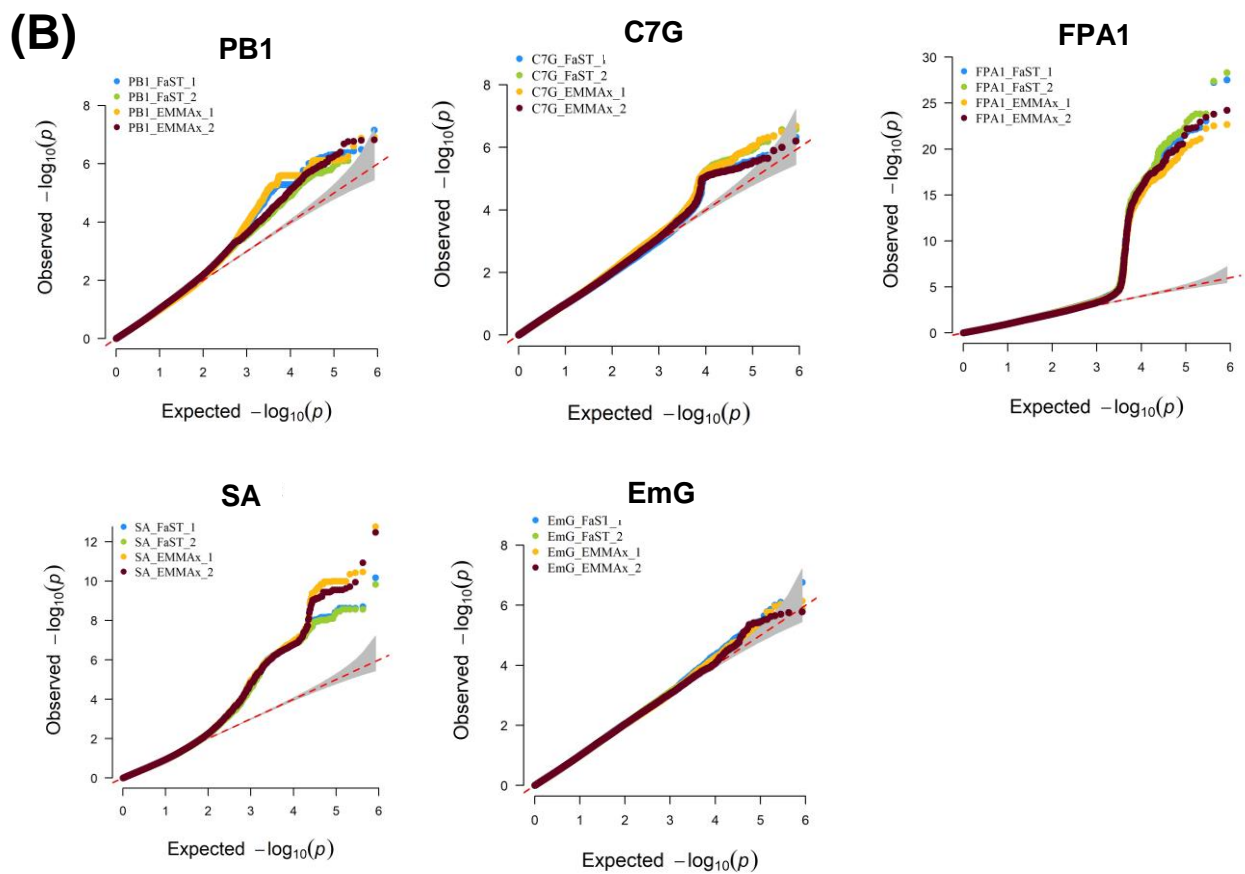 (B)
PB1
PB1_FaST_1
PB1_FaST_2
PB1_EMMAx_1
PB1_EMMAx_2
8
6
4
2
0
Observed −log10(p)
0 1 2 3 4 5 6
Expected −log10(p)
C7G
C7G_FaST_1
C7G_FaST_2
C7G_EMMAx_1
C7G_EMMAx_2
8
6
4
2
0
Observed −log10(p)
0 1 2 3 4 5 6
Expected −log10(p)
FPA1
FPA1_FaST_1
FPA1_FaST_2
FPA1_EMMAx_1
FPA1_EMMAx_2
30
25
20
15
10
5
0
Observed −log10(p)
0 1 2 3 4 5 6
Expected −log10(p)
SA
SA_FaST_1
SA_FaST_2
SA_EMMAx_1
SA_EMMAx_2
12
10
8
6
4
2
0
Observed −log10(p)
0 1 2 3 4 5 6
Expected −log10(p)
EmG
EmG_FaST_1
EmG_FaST_2
EmG_EMMAx_1
EmG_EMMAx_2
8
6
4
2
0
Observed −log10(p)
0 1 2 3 4 5 6
Expected −log10(p)